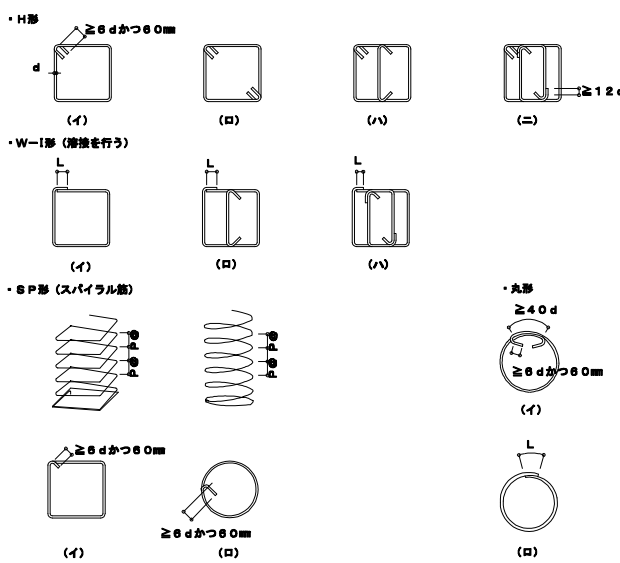 ・H形
≧6dかつ60㎜
d
≧12d
(イ)
(ロ)
(ハ)
(ニ)
・W−I形 (溶接を行う)
L
L
L
(イ)
(ロ)
(ハ)
・SP形 (スパイラル筋)
・丸形
≧40d
P@
P@
P@
P@
≧6dかつ60㎜
(イ)
≧6dかつ60㎜
L
≧6dかつ60㎜
(イ)
(ロ)
(ロ)